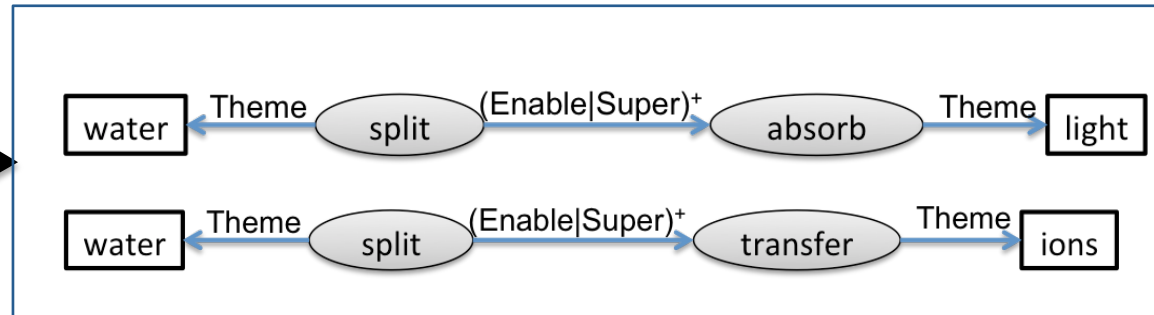 water Theme split (Enable|Super)⁺ absorb Theme light
water Theme split (Enable|Super)⁺ transfer Theme ions